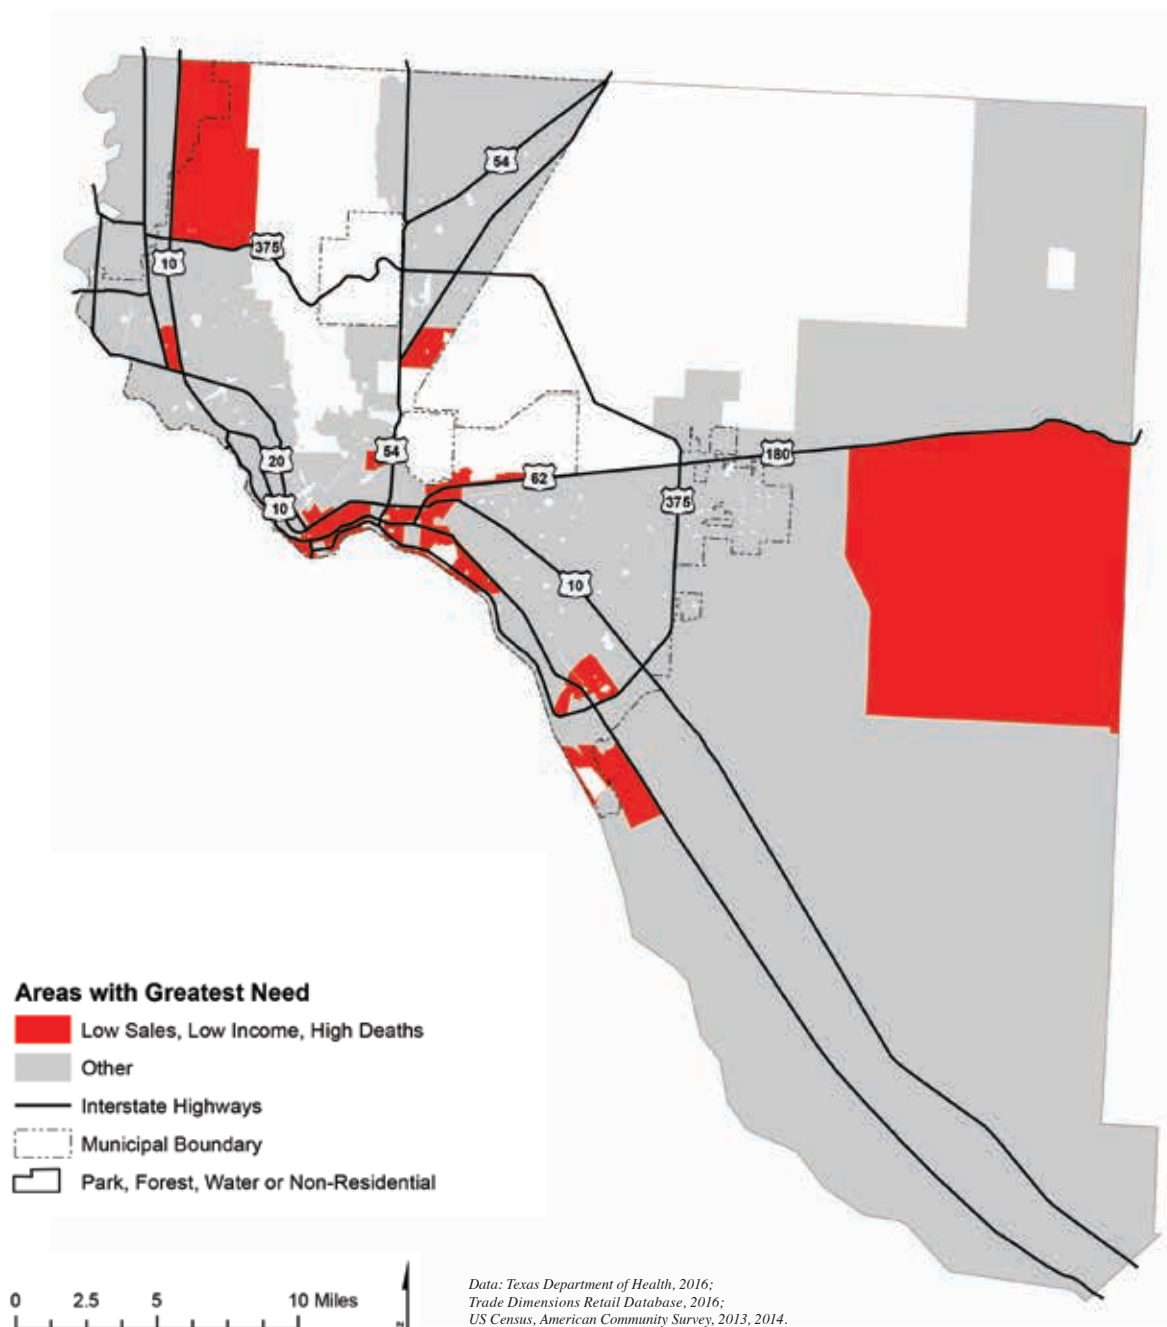 54
375
10
54
20
62
180
375
10
10
Areas with Greatest Need
Low Sales, Low Income, High Deaths
Other
Interstate Highways
Municipal Boundary
Park, Forest, Water or Non-Residential
0 2.5 5 10 Miles
N
Data: Texas Department of Health, 2016;
Trade Dimensions Retail Database, 2016;
US Census, American Community Survey, 2013, 2014.